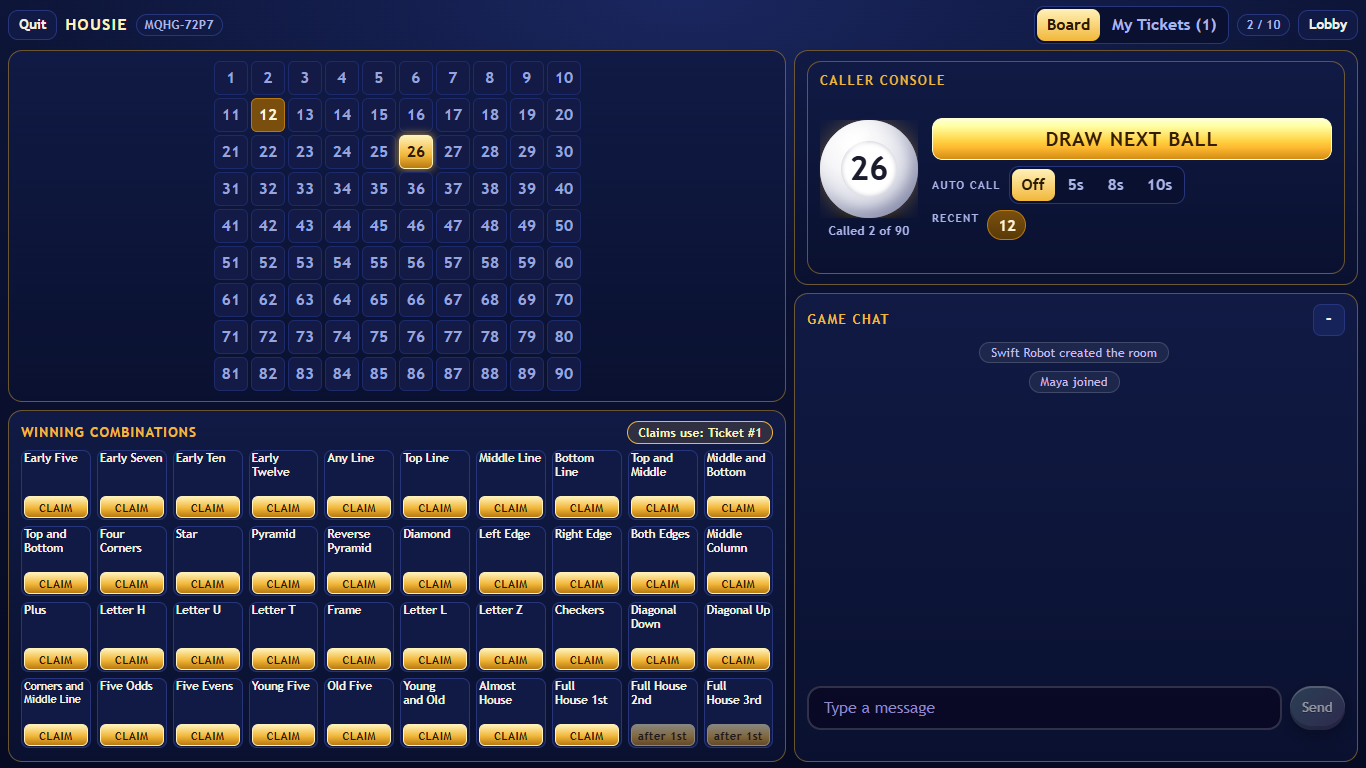 Quit HOUSIE MQHG-72P7 Board My Tickets (1) 2 / 10 Lobby
1 2 3 4 5 6 7 8 9 10
11 12 13 14 15 16 17 18 19 20
21 22 23 24 25 26 27 28 29 30
31 32 33 34 35 36 37 38 39 40
41 42 43 44 45 46 47 48 49 50
51 52 53 54 55 56 57 58 59 60
61 62 63 64 65 66 67 68 69 70
71 72 73 74 75 76 77 78 79 80
81 82 83 84 85 86 87 88 89 90
WINNING COMBINATIONS Claims use: Ticket #1
Early Five
CLAIM
Early Seven
CLAIM
Early Ten
CLAIM
Early
Twelve
CLAIM
Any Line
CLAIM
Top Line
CLAIM
Middle Line
CLAIM
Bottom
Line
CLAIM
Top and
Middle
CLAIM
Middle and
Bottom
CLAIM
Top and
Bottom
CLAIM
Four
Corners
CLAIM
Star
CLAIM
Pyramid
CLAIM
Reverse
Pyramid
CLAIM
Diamond
CLAIM
Left Edge
CLAIM
Right Edge
CLAIM
Both Edges
CLAIM
Middle
Column
CLAIM
Plus
CLAIM
Letter H
CLAIM
Letter U
CLAIM
Letter T
CLAIM
Frame
CLAIM
Letter L
CLAIM
Letter Z
CLAIM
Checkers
CLAIM
Diagonal
Down
CLAIM
Diagonal Up
CLAIM
Corners and
Middle Line
CLAIM
Five Odds
CLAIM
Five Evens
CLAIM
Young Five
CLAIM
Old Five
CLAIM
Young
and Old
CLAIM
Almost
House
CLAIM
Full
House 1st
CLAIM
Full House
2nd
after 1st
Full
House 3rd
after 1st
CALLER CONSOLE
26
Called 2 of 90
DRAW NEXT BALL
AUTO CALL Off 5s 8s 10s
RECENT 12
GAME CHAT -
Swift Robot created the room
Maya joined
Type a message Send